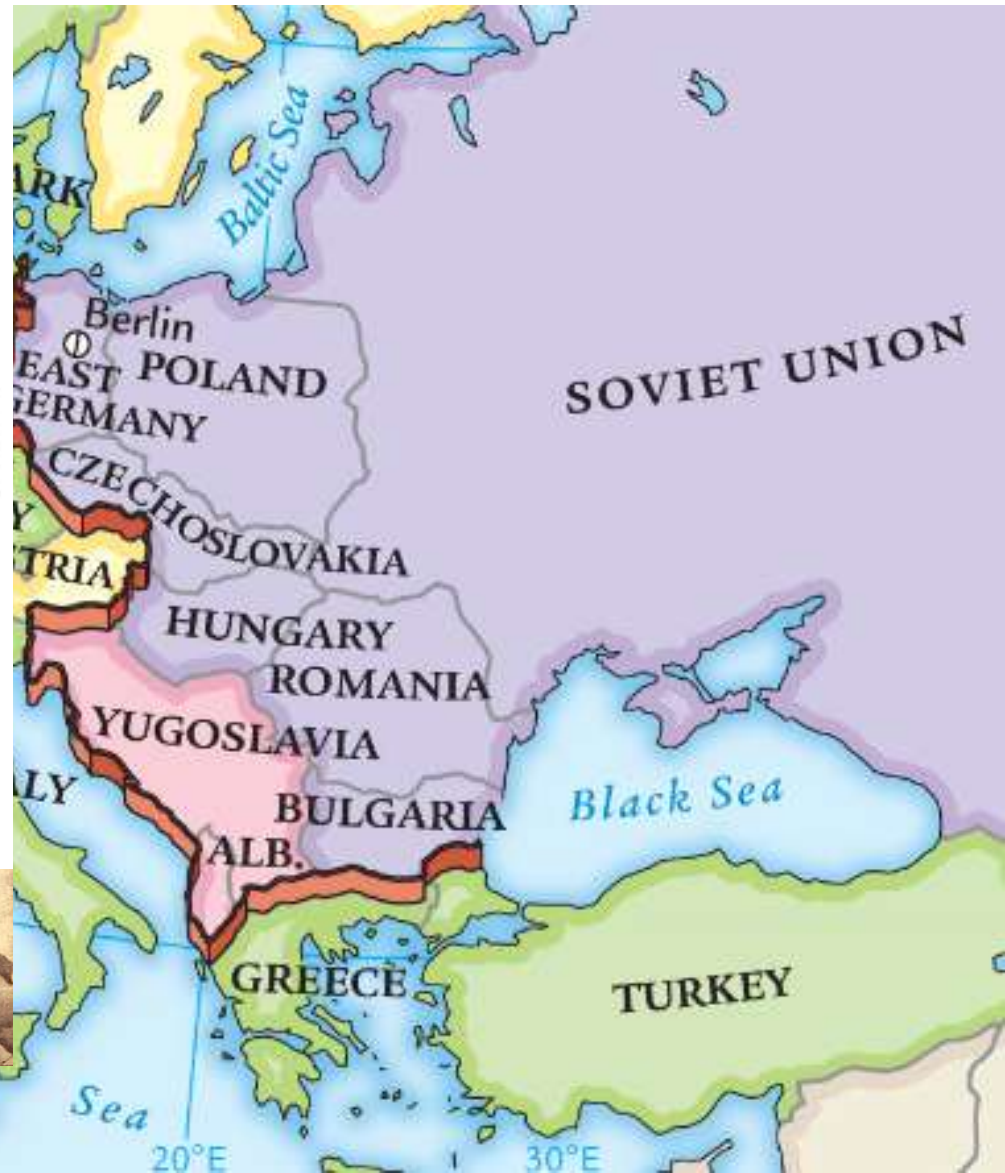 Baltic Sea
ARK
Berlin
EAST
GERMANY
POLAND
SOVIET UNION
CZECHOSLOVAKIA
Y
TRIA
HUNGARY
ROMANIA
YUGOSLAVIA
ALY
BULGARIA
Black Sea
ALB.
GREECE
TURKEY
Sea
20°E
30°E